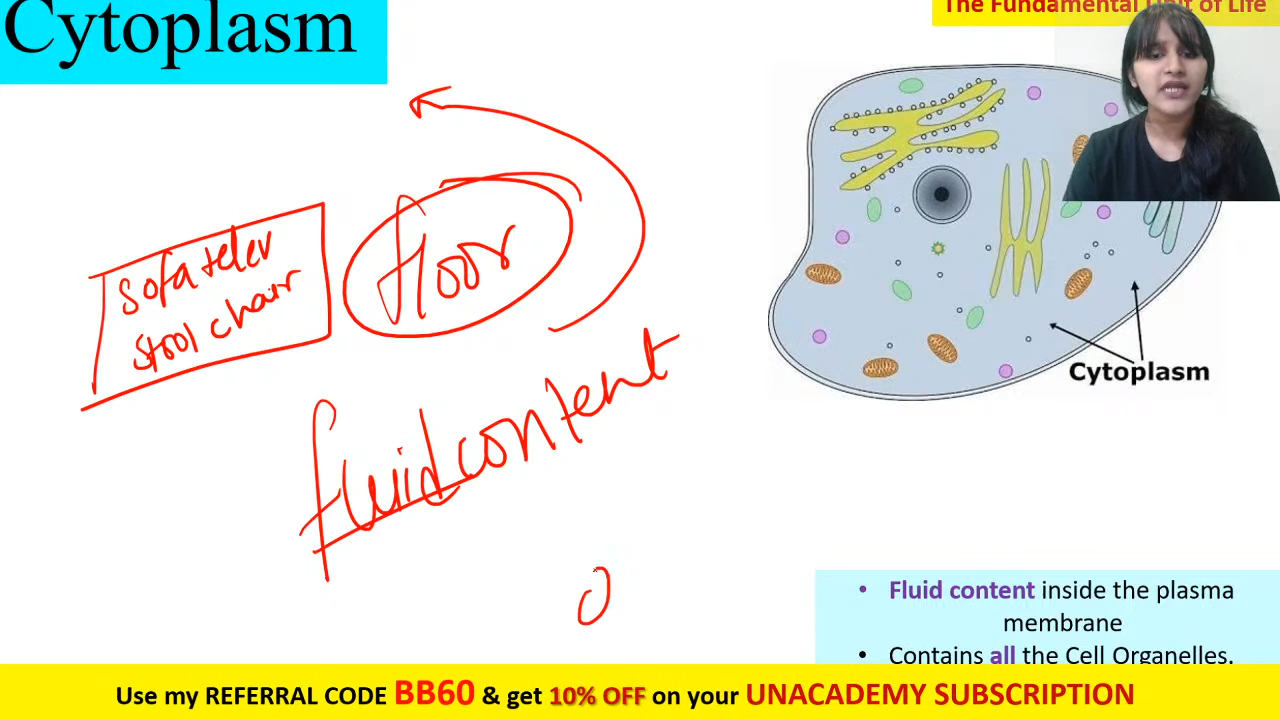 Cytoplasm
The Fundamental Unit of Life
sofa telev
stool chair
floor
fluid content
Cytoplasm
• Fluid content inside the plasma
membrane
• Contains all the Cell Organelles.
Use my REFERRAL CODE BB60 & get 10% OFF on your UNACADEMY SUBSCRIPTION